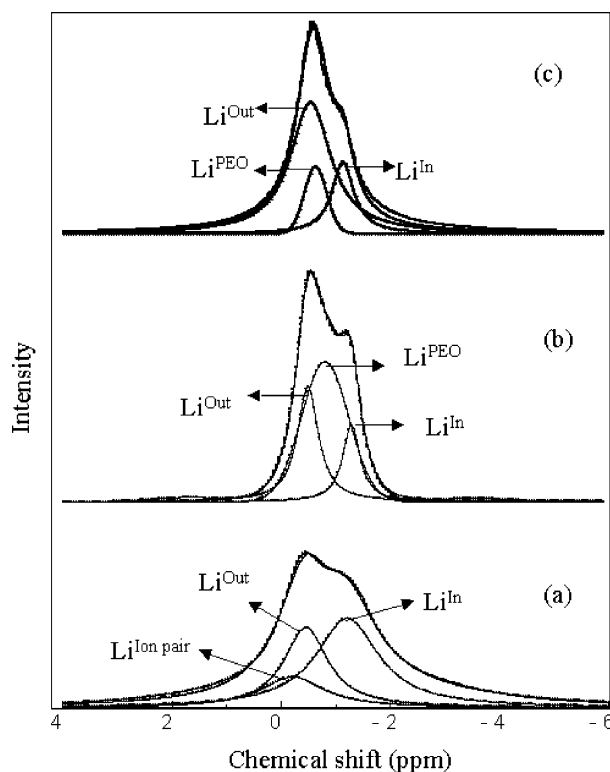 (c)
Li^Out
Li^PEO
Li^In
(b)
Li^PEO
Li^Out
Li^In
Intensity
(a)
Li^Out
Li^In
Li^Ion pair
4 2 0 - 2 - 4 - 6
Chemical shift (ppm)